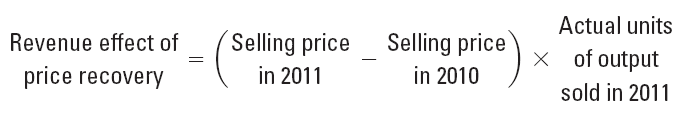 Revenue effect of
price recovery
=
(Selling price
in 2011
−
Selling price
in 2010)
×
Actual units
of output
sold in 2011